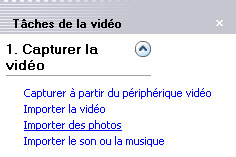 Tâches de la vidéo
1. Capturer la
vidéo
Capturer à partir du périphérique vidéo
Importer la vidéo
Importer des photos
Importer le son ou la musique